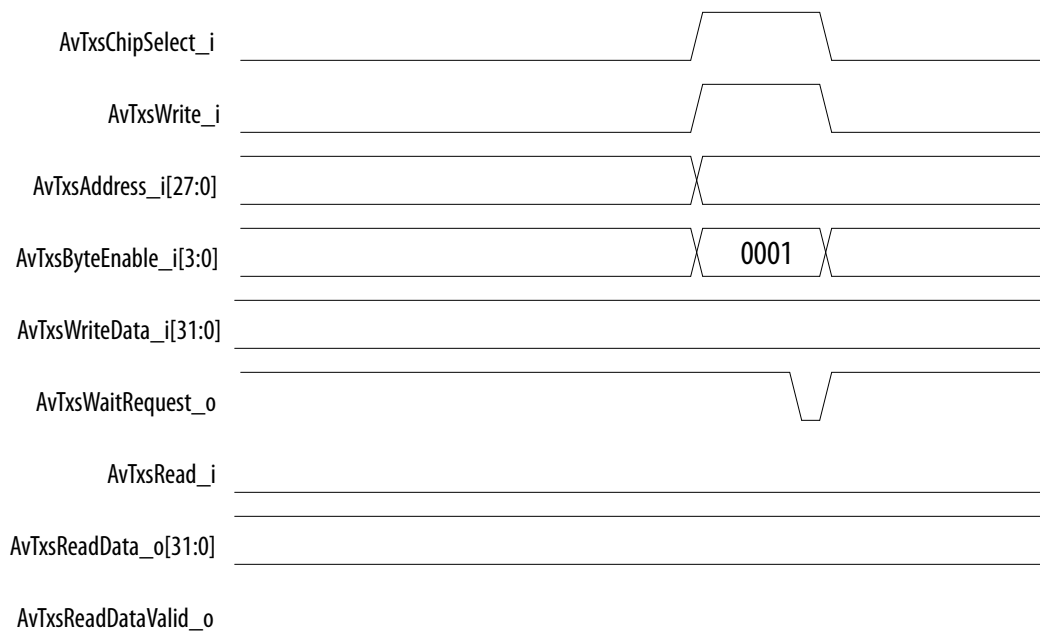 AvTxsChipSelect_i
AvTxsWrite_i
AvTxsAddress_i[27:0]
AvTxsByteEnable_i[3:0]
0001
AvTxsWriteData_i[31:0]
AvTxsWaitRequest_o
AvTxsRead_i
AvTxsReadData_o[31:0]
AvTxsReadDataValid_o